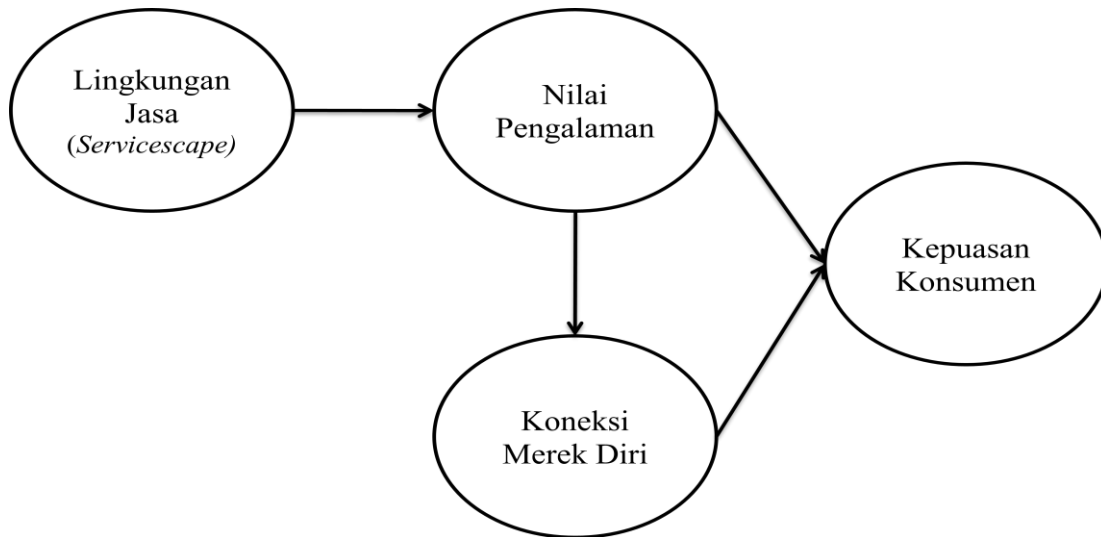 Lingkungan
Jasa
(Servicescape)
Nilai
Pengalaman
Kepuasan
Konsumen
Koneksi
Merek Diri